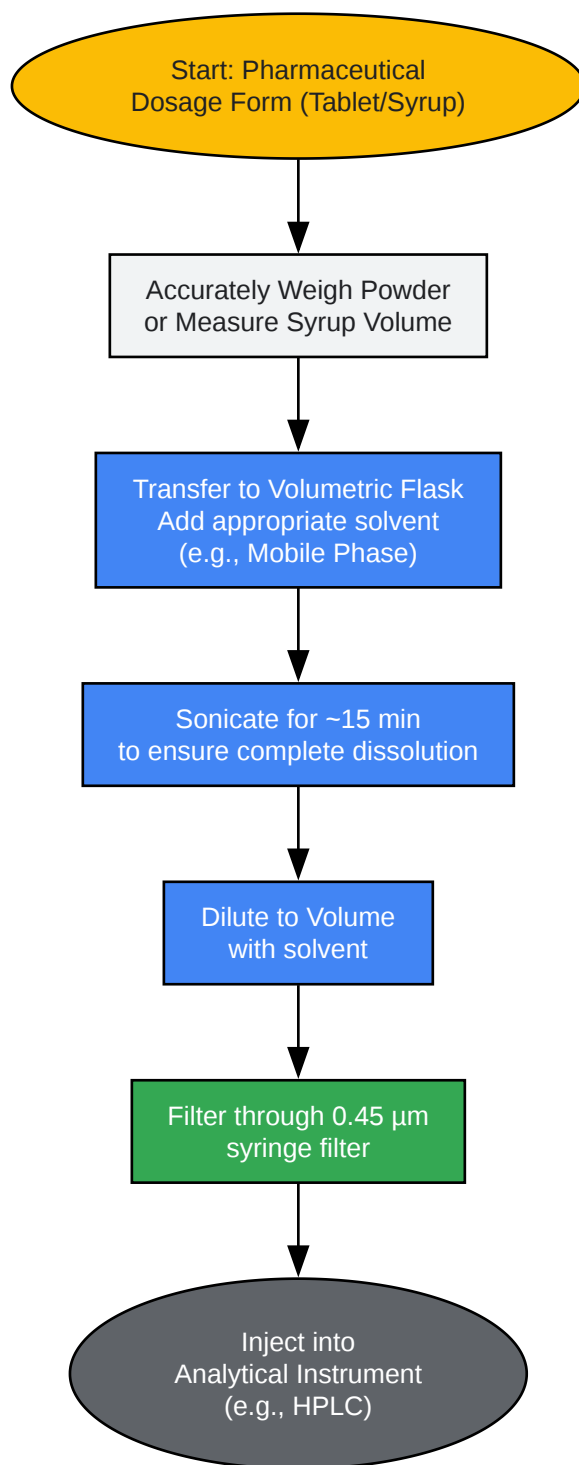 Start: Pharmaceutical
Dosage Form (Tablet/Syrup)
Accurately Weigh Powder
or Measure Syrup Volume
Transfer to Volumetric Flask
Add appropriate solvent
(e.g., Mobile Phase)
Sonicate for ~15 min
to ensure complete dissolution
Dilute to Volume
with solvent
Filter through 0.45 µm
syringe filter
Inject into
Analytical Instrument
(e.g., HPLC)